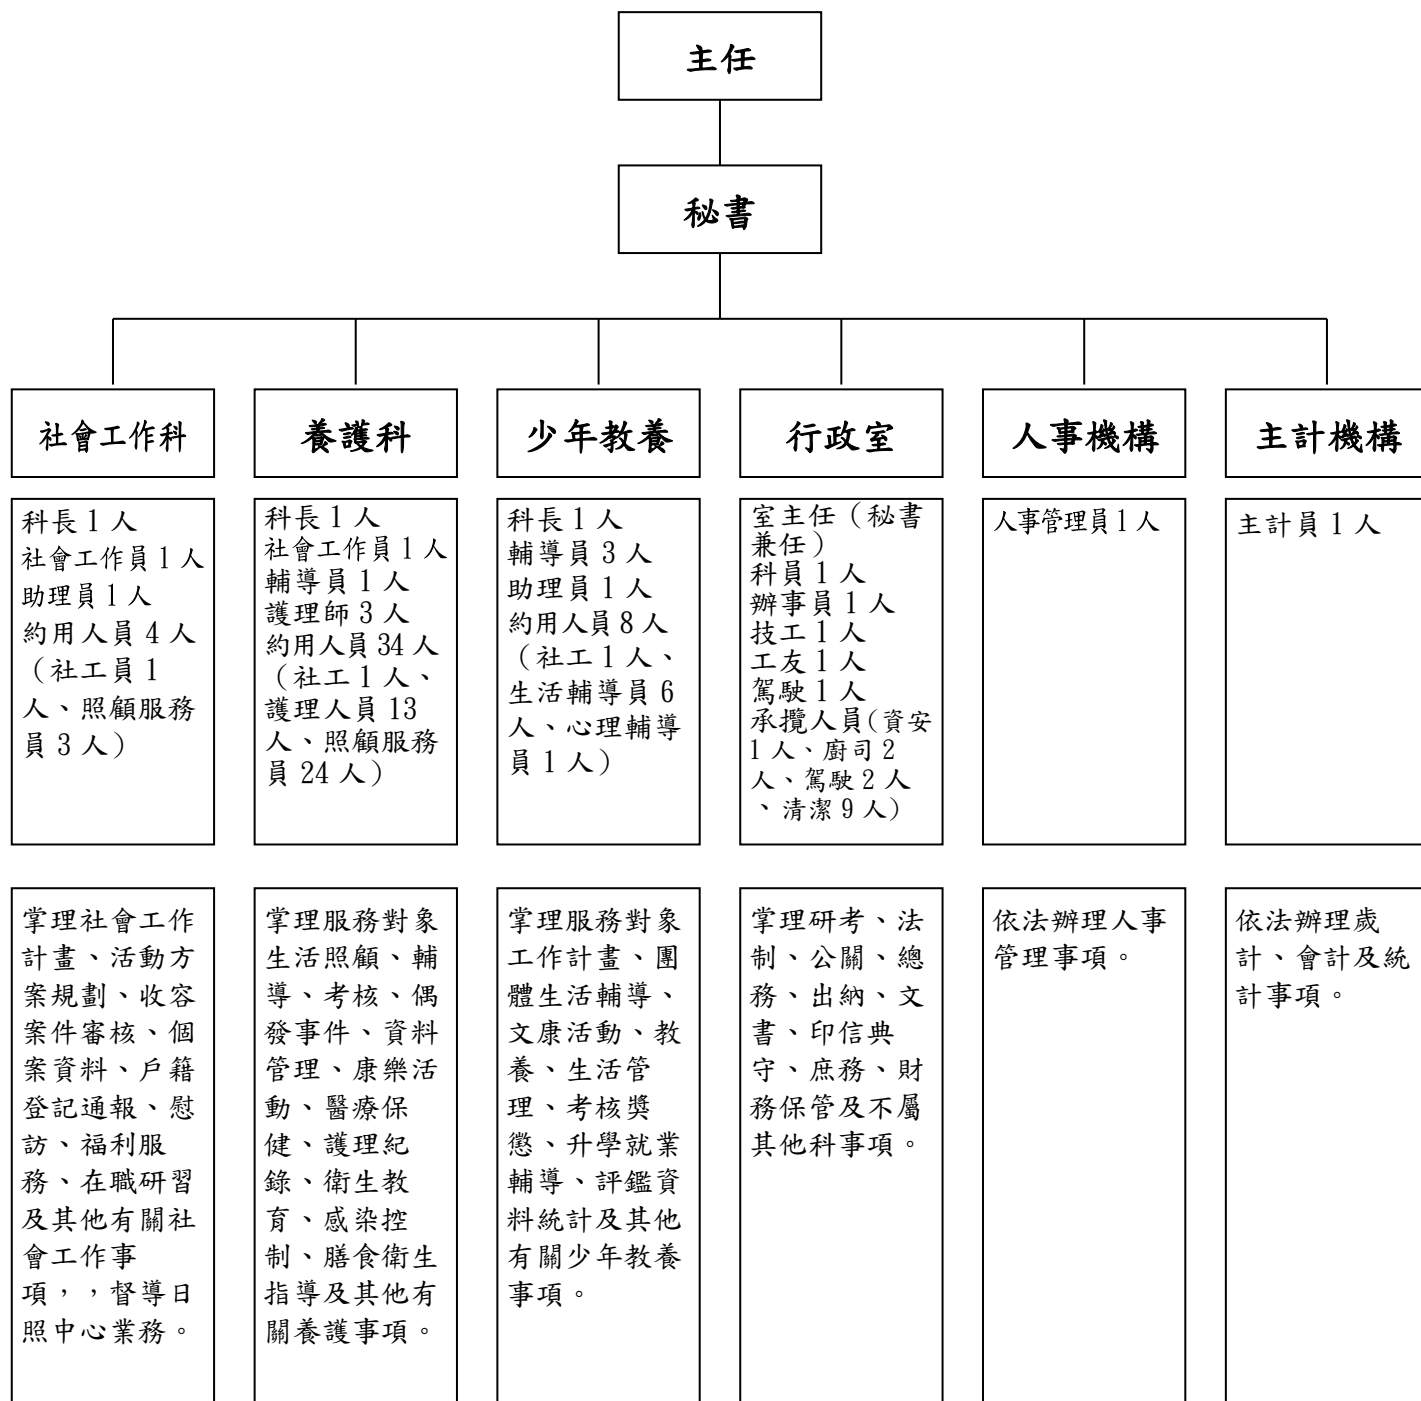 主任
秘書
社會工作科
養護科
少年教養
行政室
人事機構
主計機構
科長 1 人
社會工作員 1 人
助理員 1 人
約用人員 4 人
（社工員 1
人、照顧服務
員 3 人）
科長 1 人
社會工作員 1 人
輔導員 1 人
護理師 3 人
約用人員 34 人
（社工 1 人、
護理人員 13
人、照顧服務
員 24 人）
科長 1 人
輔導員 3 人
助理員 1 人
約用人員 8 人
（社工 1 人、
生活輔導員 6
人、心理輔導
員 1 人）
室主任（秘書
兼任）
科員 1 人
辦事員 1 人
技工 1 人
工友 1 人
駕駛 1 人
承攬人員(資安
1 人、廚司 2
人、駕駛 2 人
、清潔 9 人)
人事管理員 1 人
主計員 1 人
掌理社會工作
計畫、活動方
案規劃、收容
案件審核、個
案資料、戶籍
登記通報、慰
訪、福利服
務、在職研習
及其他有關社
會工作事
項，，督導日
照中心業務。
掌理服務對象
生活照顧、輔
導、考核、偶
發事件、資料
管理、康樂活
動、醫療保
健、護理紀
錄、衛生教
育、感染控
制、膳食衛生
指導及其他有
關養護事項。
掌理服務對象
工作計畫、團
體生活輔導、
文康活動、教
養、生活管
理、考核獎
懲、升學就業
輔導、評鑑資
料統計及其他
有關少年教養
事項。
掌理研考、法
制、公關、總
務、出納、文
書、印信典
守、庶務、財
務保管及不屬
其他科事項。
依法辦理人事
管理事項。
依法辦理歲
計、會計及統
計事項。